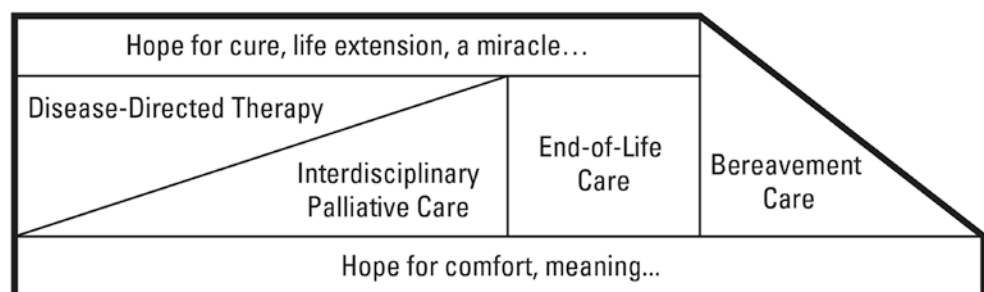 Hope for cure, life extension, a miracle…
Disease-Directed Therapy
Interdisciplinary
Palliative Care
End-of-Life
Care
Bereavement
Care
Hope for comfort, meaning...